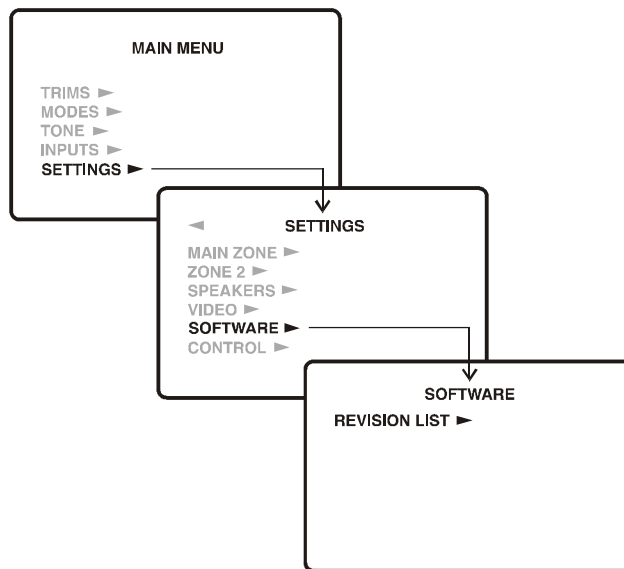 MAIN MENU
TRIMS ►
MODES ►
TONE ►
INPUTS ►
SETTINGS ►
◄ SETTINGS
MAIN ZONE ►
ZONE 2 ►
SPEAKERS ►
VIDEO ►
SOFTWARE ►
CONTROL ►
SOFTWARE
REVISION LIST ►